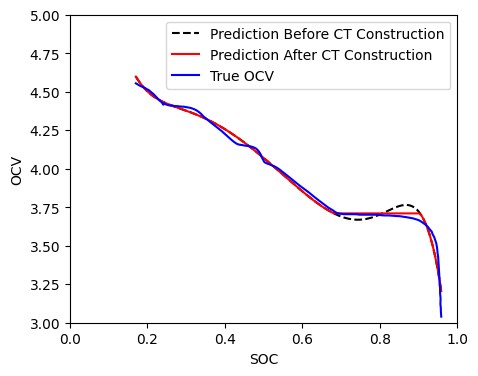 5.00
4.75
4.50
4.25
4.00
3.75
3.50
3.25
3.00
OCV
Prediction Before CT Construction
Prediction After CT Construction
True OCV
0.0 0.2 0.4 0.6 0.8 1.0
SOC